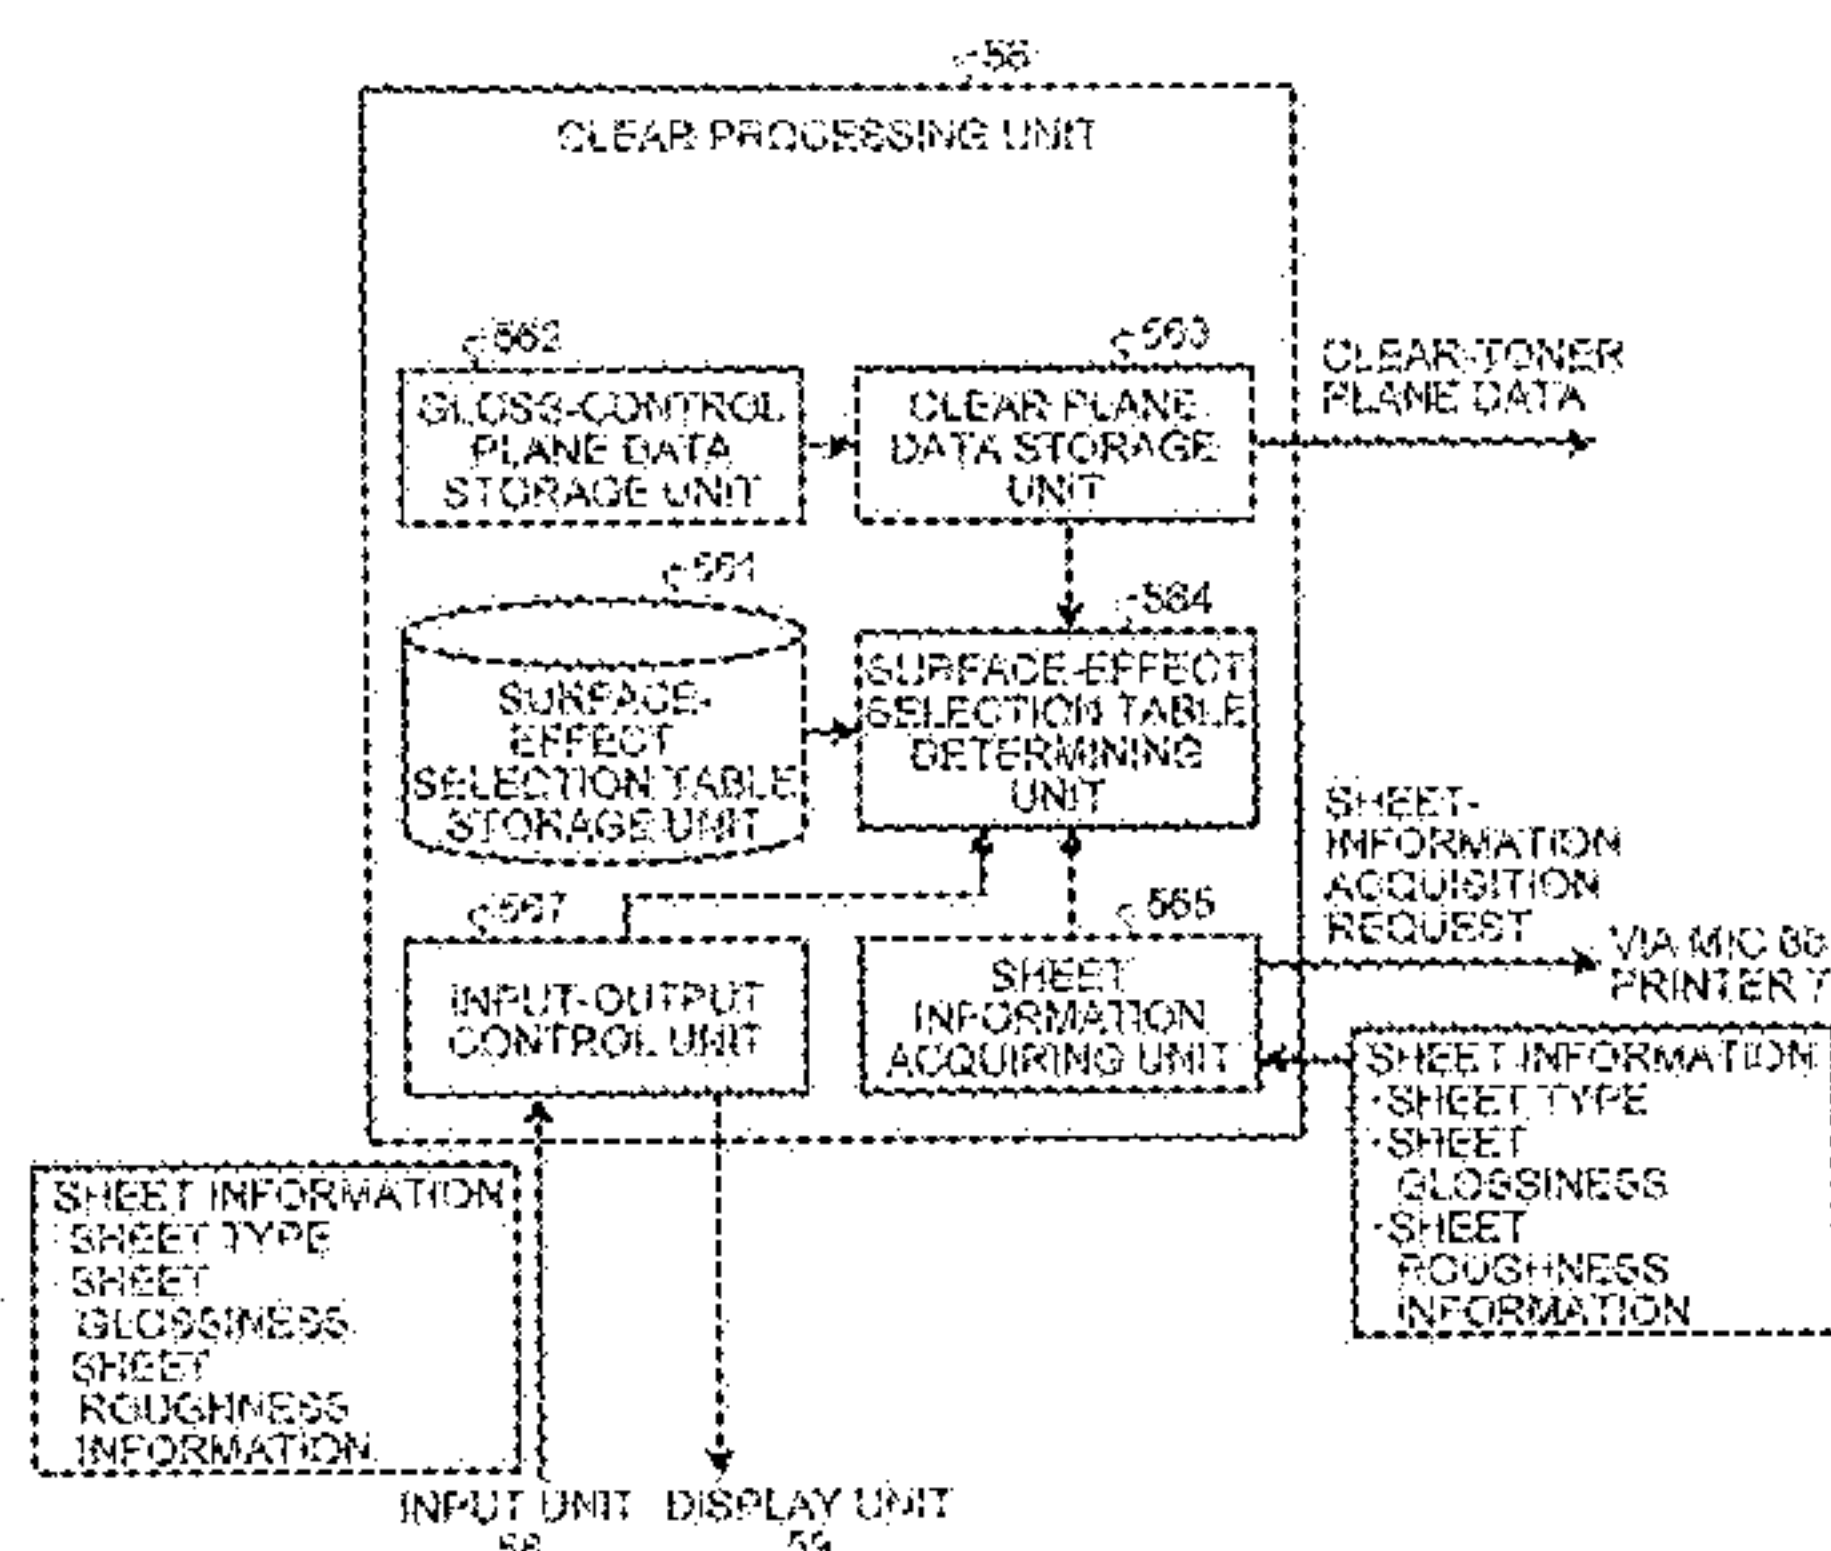 56
CLEAR PROCESSING UNIT
562
563
GLOSS-CONTROL
PLANE DATA
STORAGE UNIT
CLEAR PLANE
DATA STORAGE
UNIT
CLEAR-TONER
PLANE DATA
561
564
SURFACE-
EFFECT
SELECTION TABLE
STORAGE UNIT
SURFACE-EFFECT
SELECTION TABLE
DETERMINING
UNIT
SHEET-
INFORMATION
ACQUISITION
REQUEST
567
565
INPUT-OUTPUT
CONTROL UNIT
SHEET
INFORMATION
ACQUIRING UNIT
VIA MIC
PRINTER 7
SHEET INFORMATION
·SHEET TYPE
·SHEET
GLOSSINESS
·SHEET
ROUGHNESS
INFORMATION
SHEET INFORMATION
·SHEET TYPE
·SHEET
GLOSSINESS
SHEET
ROUGHNESS
INFORMATION
INPUT UNIT
58
DISPLAY UNIT
59